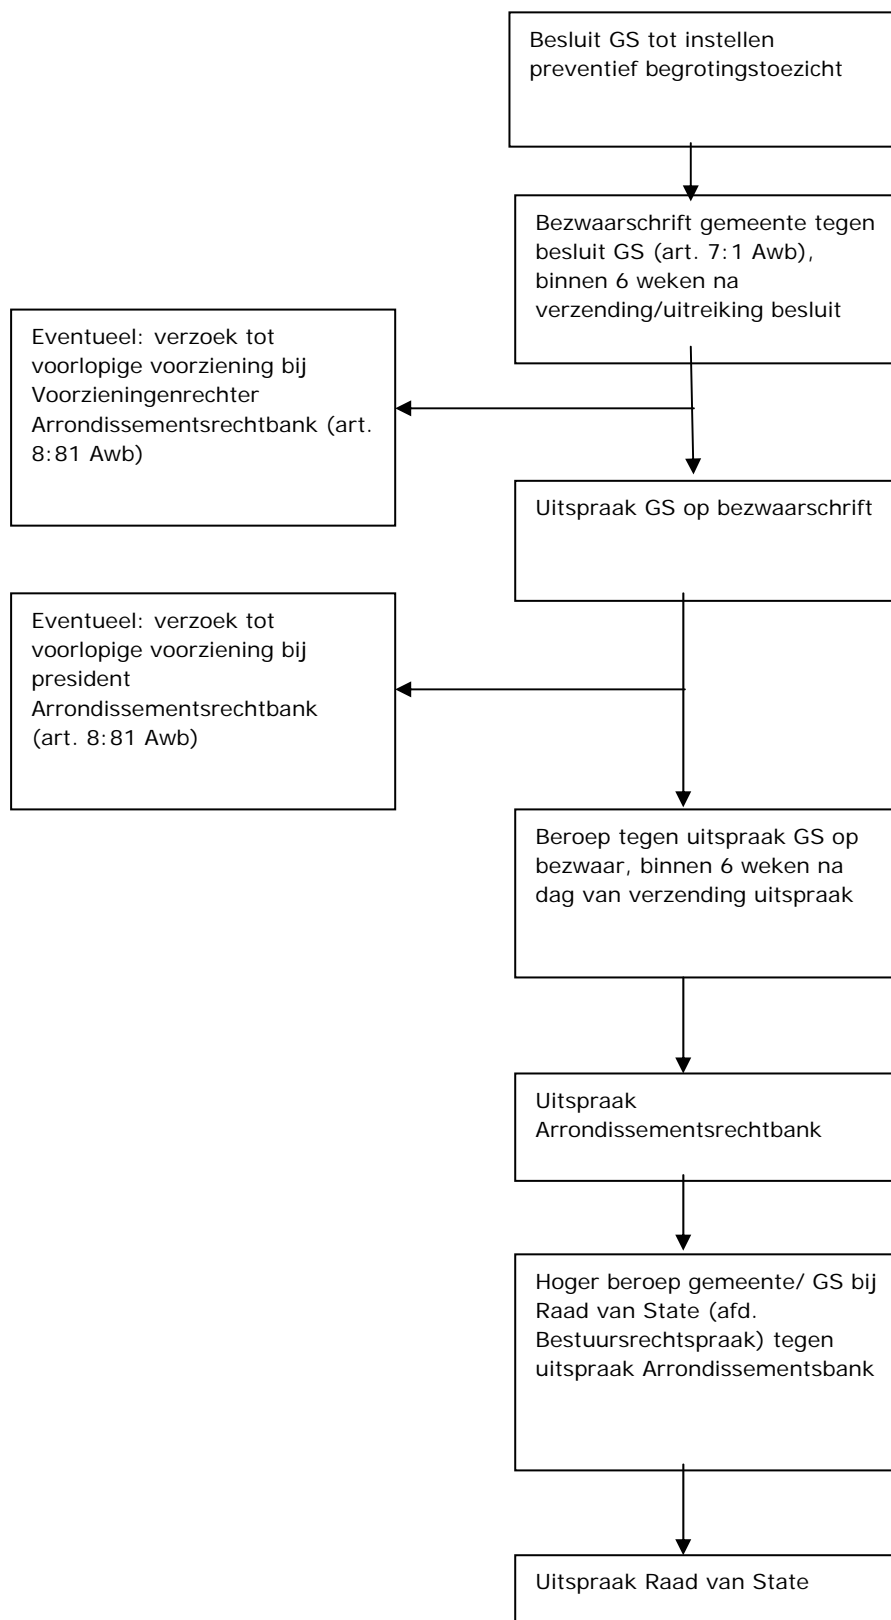 Besluit GS tot instellen
preventief begrotingstoezicht
Bezwaarschrift gemeente tegen
besluit GS (art. 7:1 Awb),
binnen 6 weken na
verzending/uitreiking besluit
Eventueel: verzoek tot
voorlopige voorziening bij
Voorzieningenrechter
Arrondissementsrechtbank (art.
8:81 Awb)
Uitspraak GS op bezwaarschrift
Eventueel: verzoek tot
voorlopige voorziening bij
president
Arrondissementsrechtbank
(art. 8:81 Awb)
Beroep tegen uitspraak GS op
bezwaar, binnen 6 weken na
dag van verzending uitspraak
Uitspraak
Arrondissementsrechtbank
Hoger beroep gemeente/ GS bij
Raad van State (afd.
Bestuursrechtspraak) tegen
uitspraak Arrondissementsbank
Uitspraak Raad van State